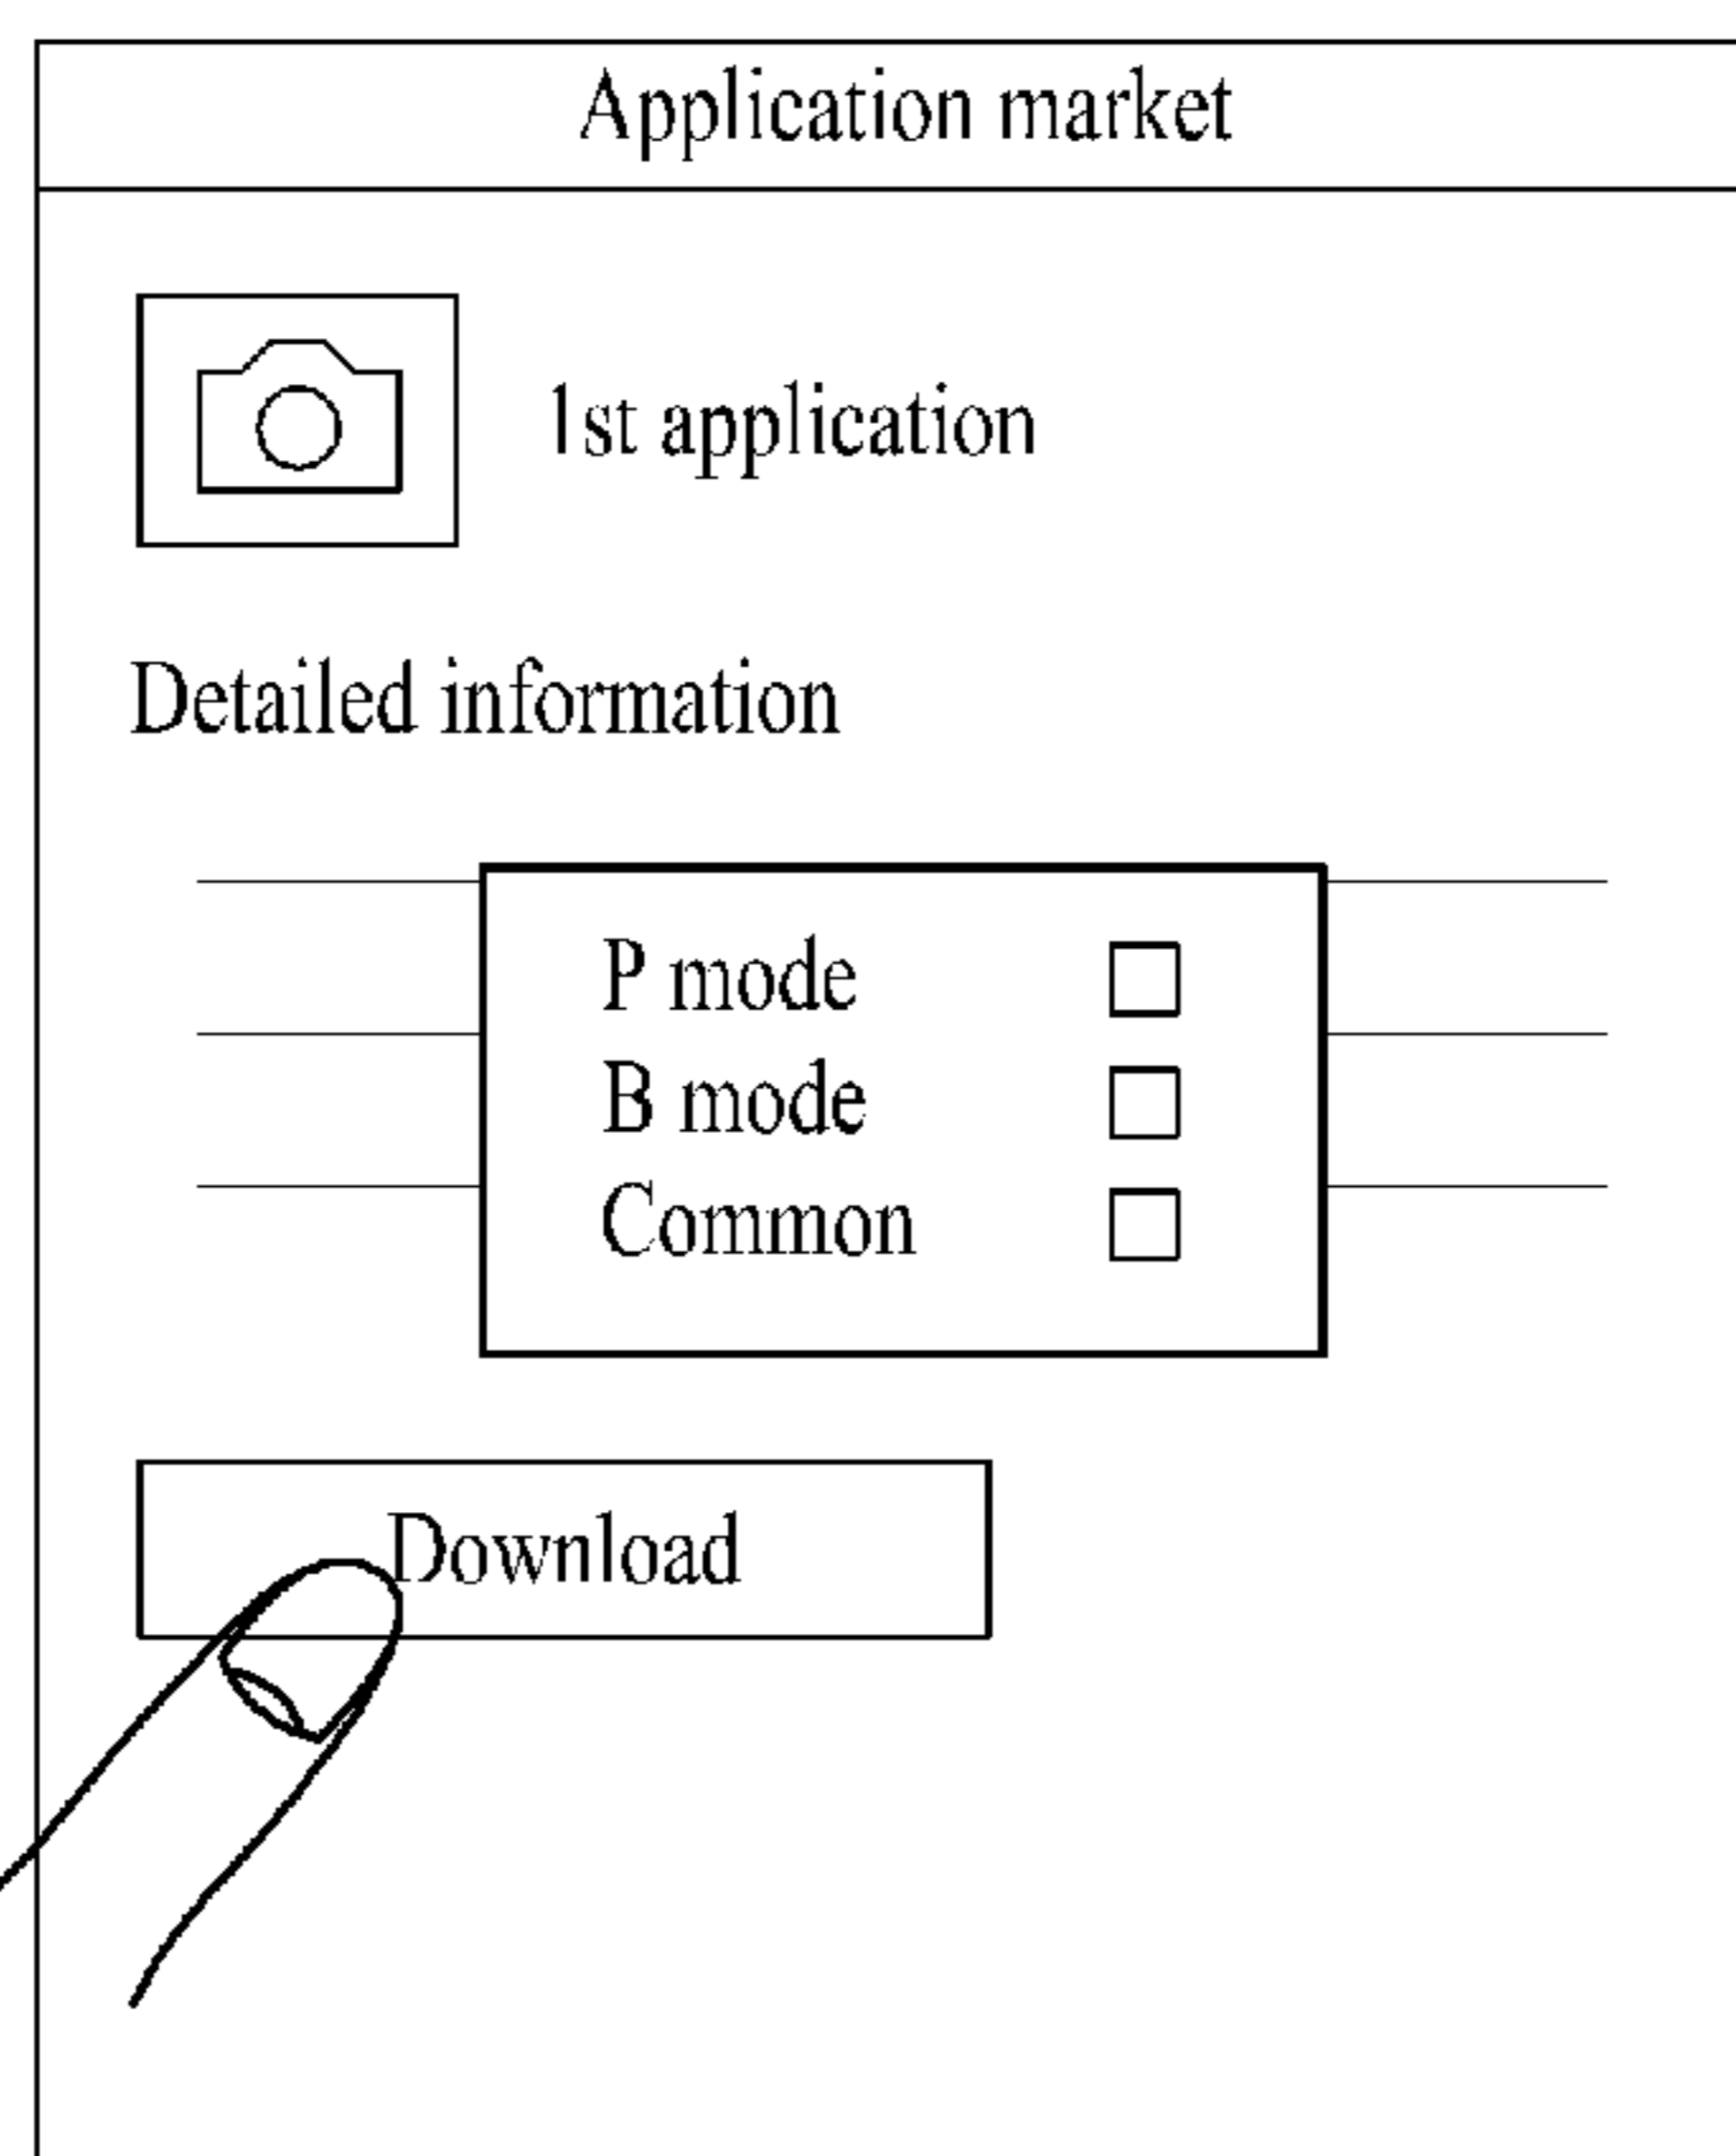 Application market
1st application
Detailed information
P mode
B mode
Common
Download